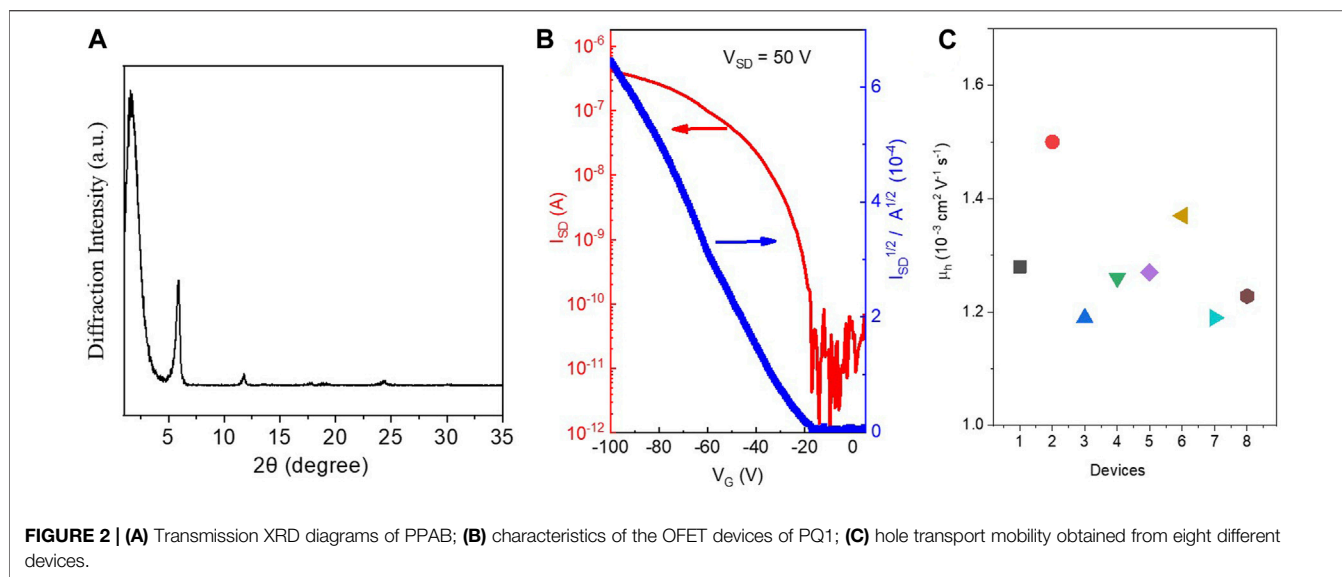 A
Diffraction Intensity (a.u.)
5 10 15 20 25 30 35
2θ (degree)
B
V_SD = 50 V
10⁻⁶
10⁻⁷
10⁻⁸
10⁻⁹
10⁻¹⁰
10⁻¹¹
10⁻¹²
I_SD (A)
6
4
2
0
I_SD^1/2 / A^1/2 (10⁻⁴)
-100 -80 -60 -40 -20 0
V_G (V)
C
1.6
1.4
1.2
1.0
μ_h (10⁻³ cm² V⁻¹ s⁻¹)
1 2 3 4 5 6 7 8
Devices
FIGURE 2 | (A) Transmission XRD diagrams of PPAB; (B) characteristics of the OFET devices of PQ1; (C) hole transport mobility obtained from eight different
devices.